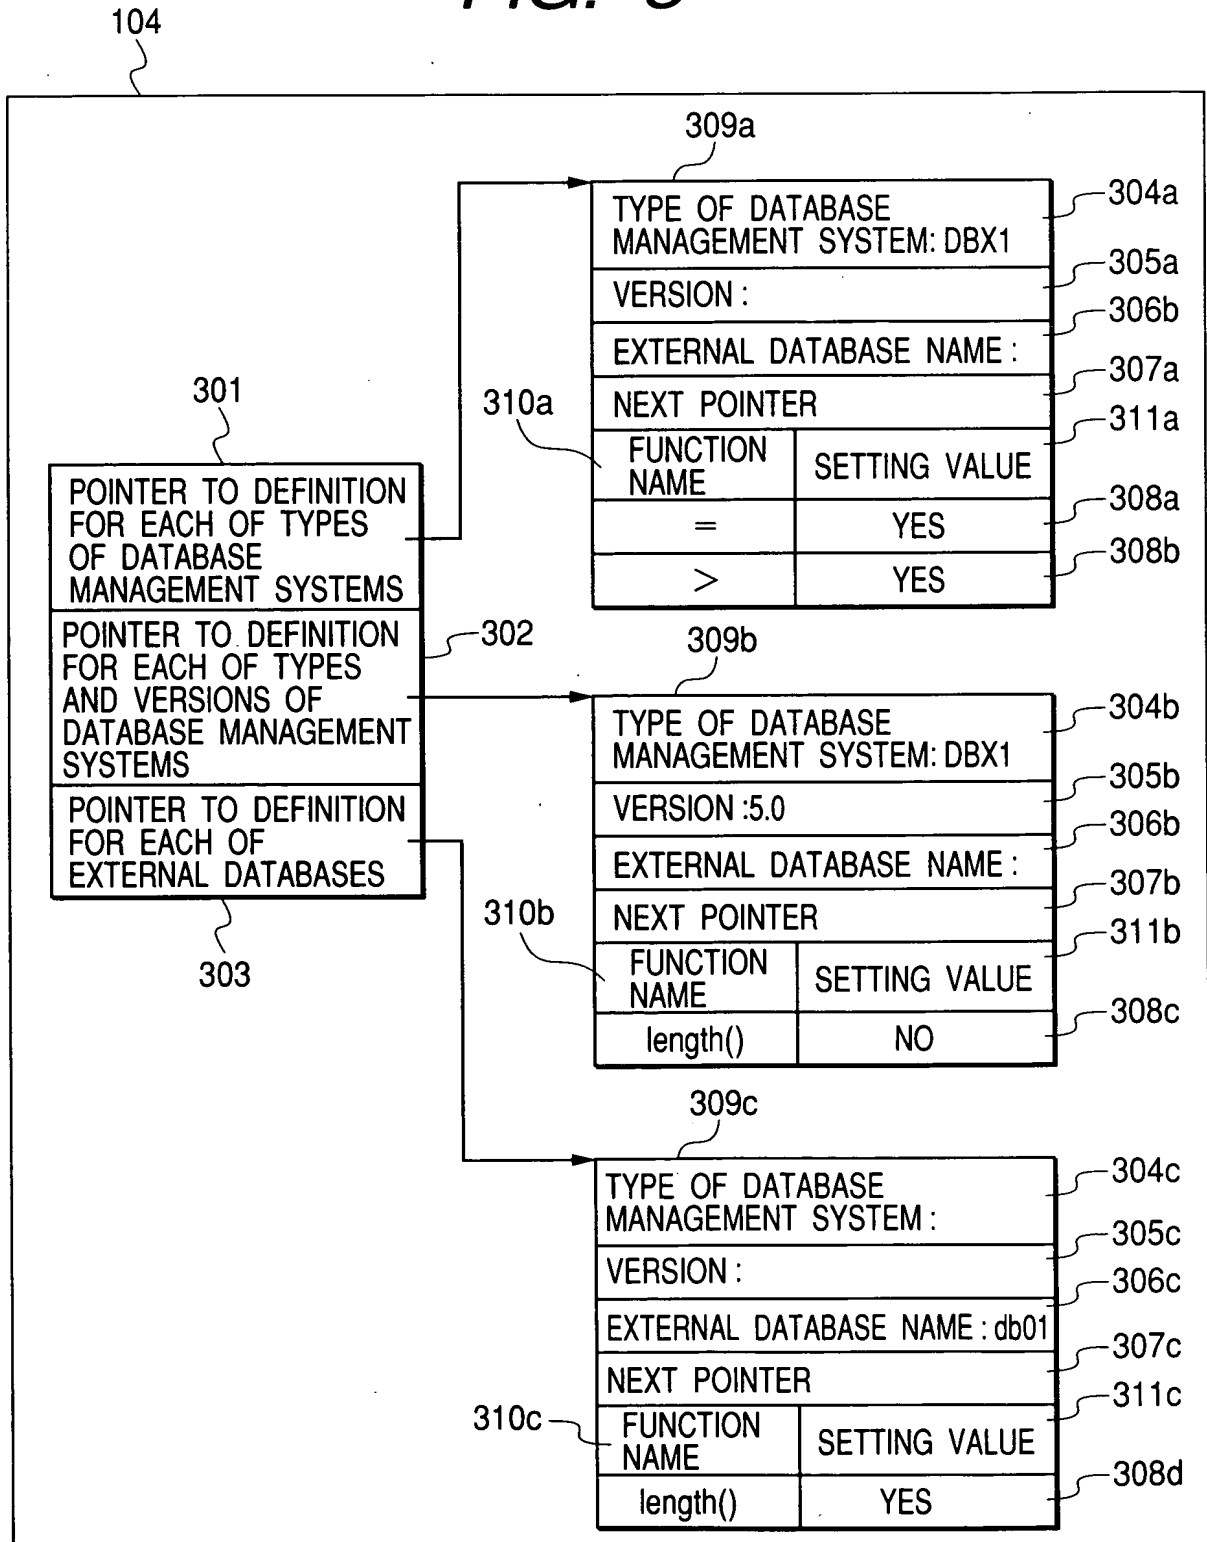 104
309a
TYPE OF DATABASE
MANAGEMENT SYSTEM: DBX1
304a
VERSION :
305a
EXTERNAL DATABASE NAME :
306b
NEXT POINTER
307a
310a
FUNCTION
NAME
SETTING VALUE
311a
=
YES
308a
>
YES
308b
301
POINTER TO DEFINITION
FOR EACH OF TYPES
OF DATABASE
MANAGEMENT SYSTEMS
POINTER TO DEFINITION
FOR EACH OF TYPES
AND VERSIONS OF
DATABASE MANAGEMENT
SYSTEMS
302
POINTER TO DEFINITION
FOR EACH OF
EXTERNAL DATABASES
303
309b
TYPE OF DATABASE
MANAGEMENT SYSTEM: DBX1
304b
VERSION :5.0
305b
EXTERNAL DATABASE NAME :
306b
NEXT POINTER
307b
310b
FUNCTION
NAME
SETTING VALUE
311b
length()
NO
308c
309c
TYPE OF DATABASE
MANAGEMENT SYSTEM :
304c
VERSION :
305c
EXTERNAL DATABASE NAME : db01
306c
NEXT POINTER
307c
310c
FUNCTION
NAME
SETTING VALUE
311c
length()
YES
308d